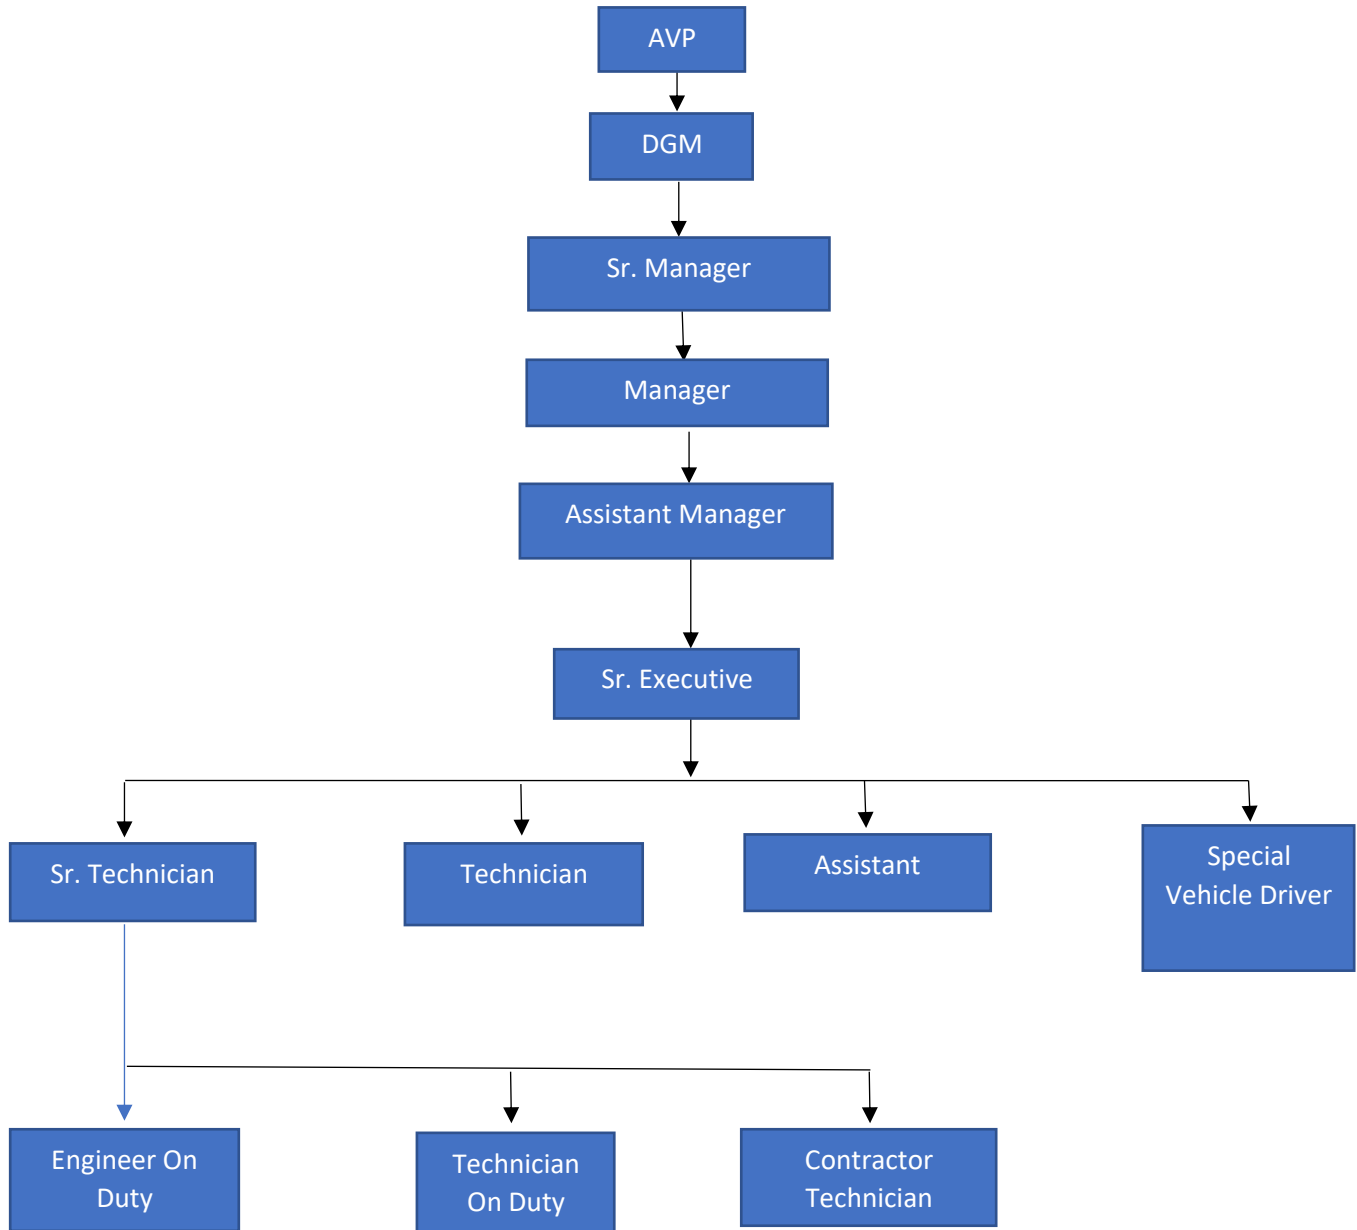 AVP
DGM
Sr. Manager
Manager
Assistant Manager
Sr. Executive
Sr. Technician
Technician
Assistant
Special
Vehicle Driver
Engineer On
Duty
Technician
On Duty
Contractor
Technician